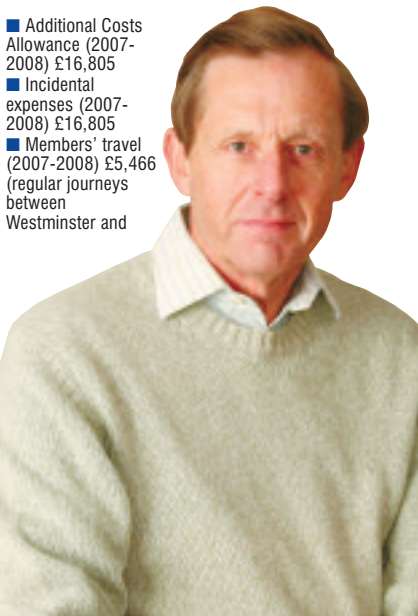 ■ Additional Costs
Allowance (2007-
2008) £16,805
■ Incidental
expenses (2007-
2008) £16,805
■ Members’ travel
(2007-2008) £5,466
(regular journeys
between
Westminster and